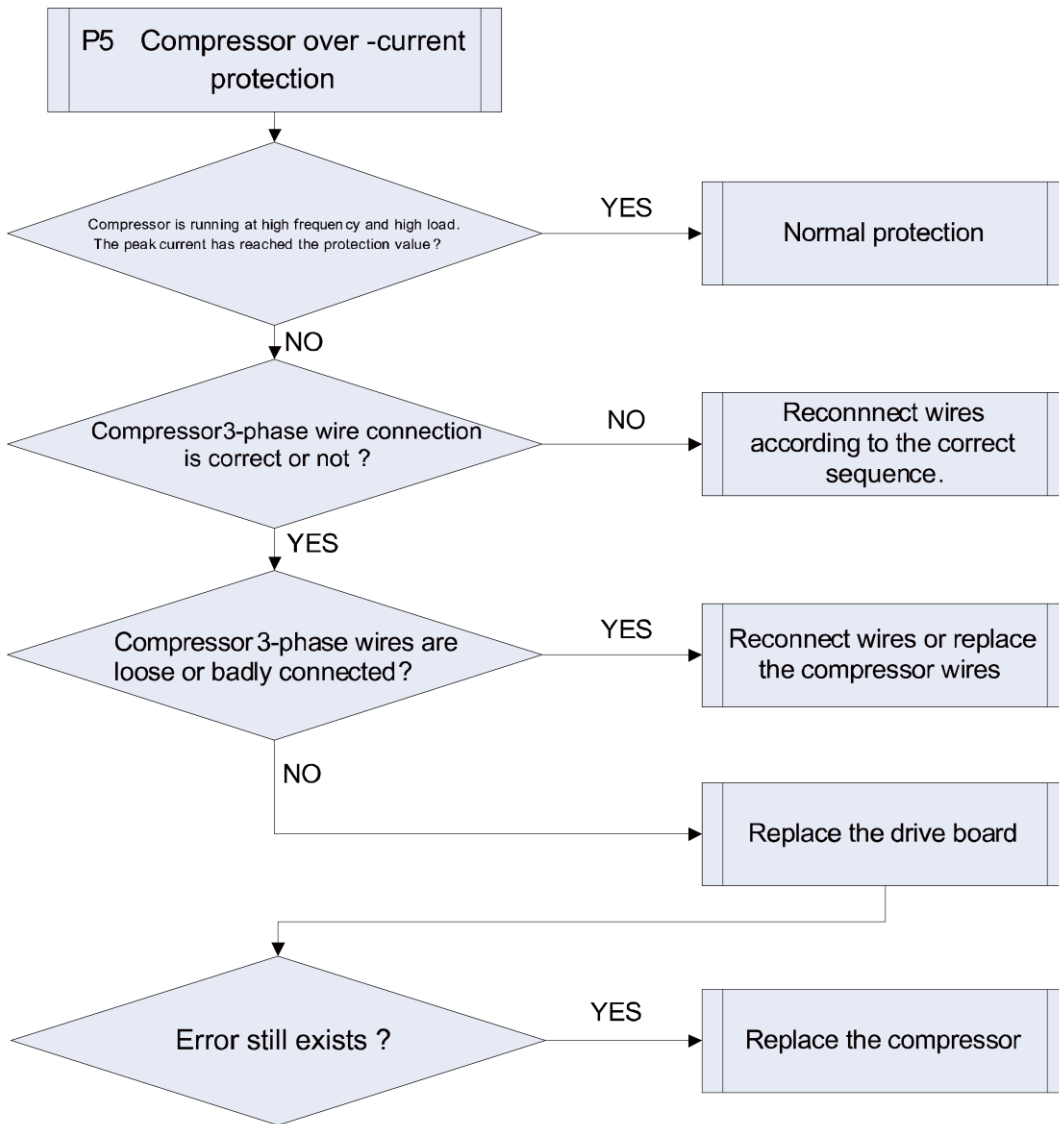 P5 Compressor over -current
protection
Compressor is running at high frequency and high load.
The peak current has reached the protection value ?
YES
Normal protection
NO
Compressor 3-phase wire connection
is correct or not ?
NO
Reconnnect wires
according to the correct
sequence.
YES
Compressor 3-phase wires are
loose or badly connected ?
YES
Reconnect wires or replace
the compressor wires
NO
Replace the drive board
Error still exists ?
YES
Replace the compressor